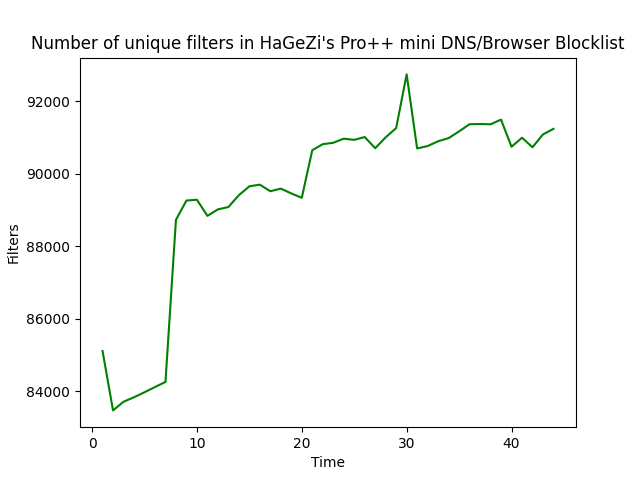 Number of unique filters in HaGeZi's Pro++ mini DNS/Browser Blocklist
92000
90000
88000
86000
84000
Filters
0 10 20 30 40
Time